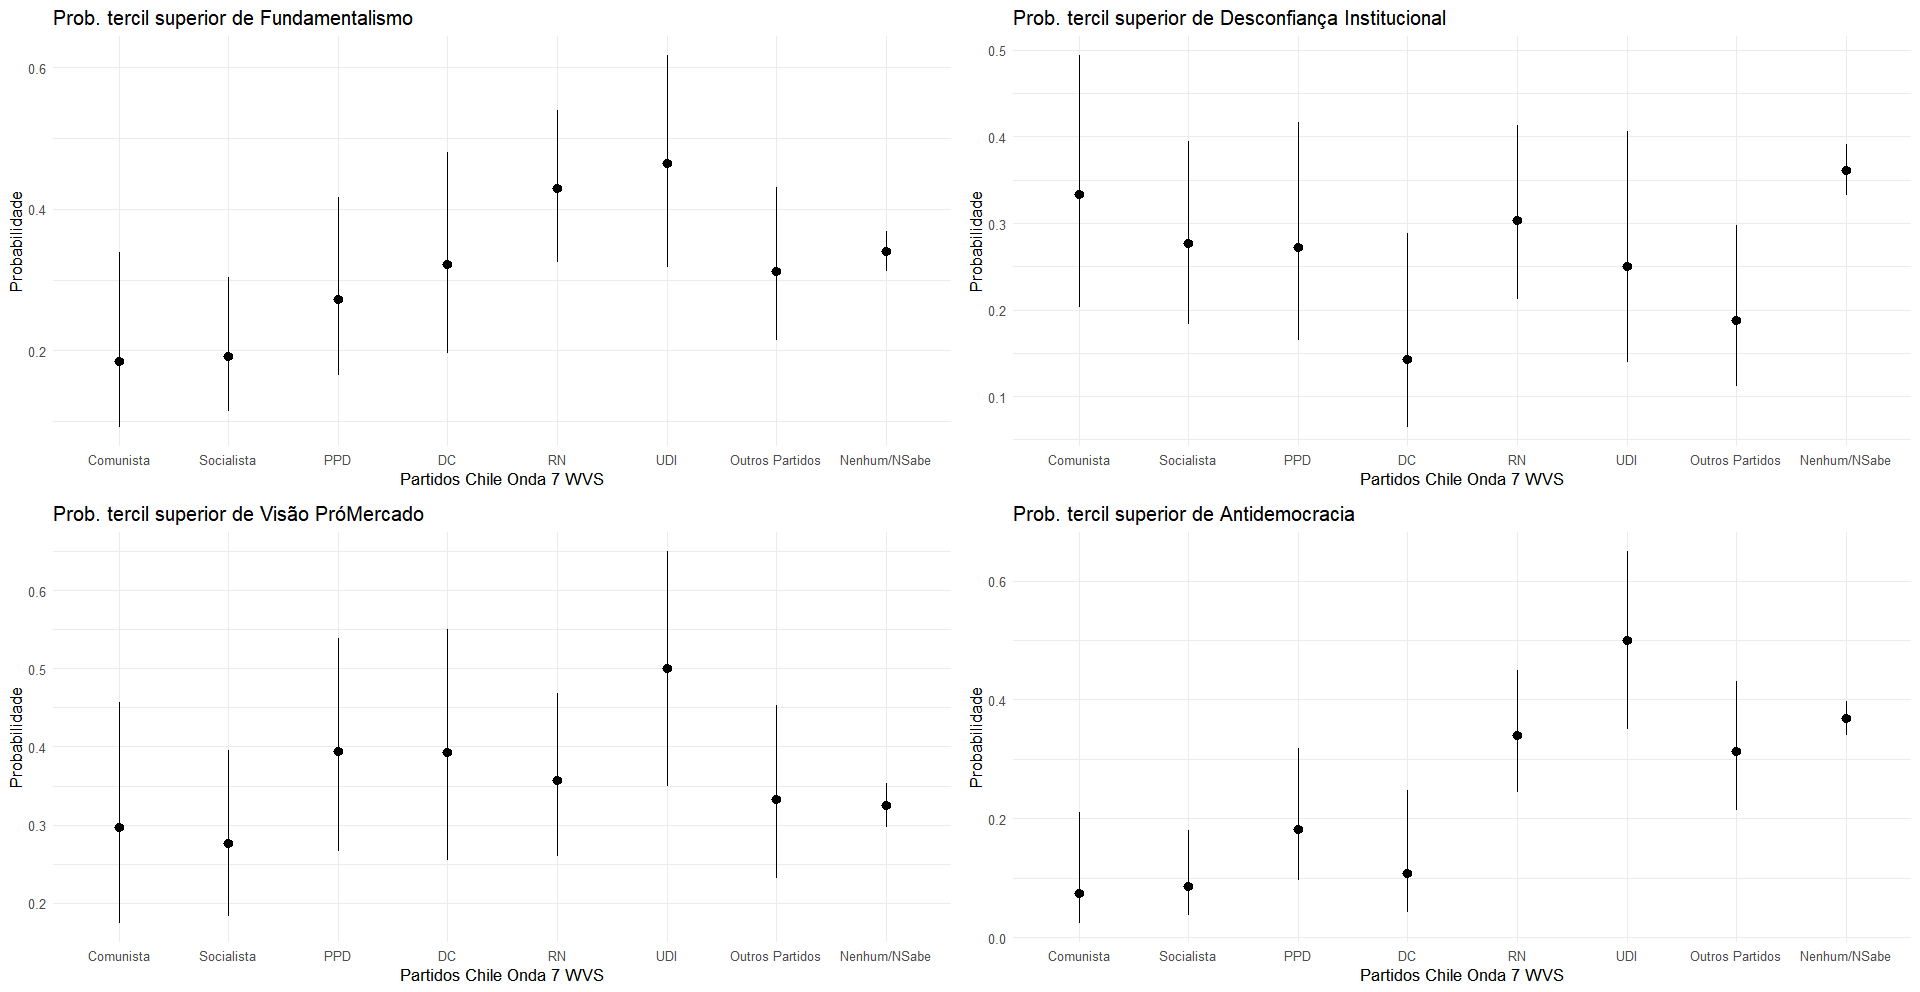 Prob. tercil superior de Fundamentalismo
Probabilidade
0.6
0.4
0.2
Comunista Socialista PPD DC RN UDI Outros Partidos Nenhum/NSabe
Partidos Chile Onda 7 WVS
Prob. tercil superior de Desconfiança Institucional
Probabilidade
0.5
0.4
0.3
0.2
0.1
Comunista Socialista PPD DC RN UDI Outros Partidos Nenhum/NSabe
Partidos Chile Onda 7 WVS
Prob. tercil superior de Visão PróMercado
Probabilidade
0.6
0.5
0.4
0.3
0.2
Comunista Socialista PPD DC RN UDI Outros Partidos Nenhum/NSabe
Partidos Chile Onda 7 WVS
Prob. tercil superior de Antidemocracia
Probabilidade
0.6
0.4
0.2
0.0
Comunista Socialista PPD DC RN UDI Outros Partidos Nenhum/NSabe
Partidos Chile Onda 7 WVS